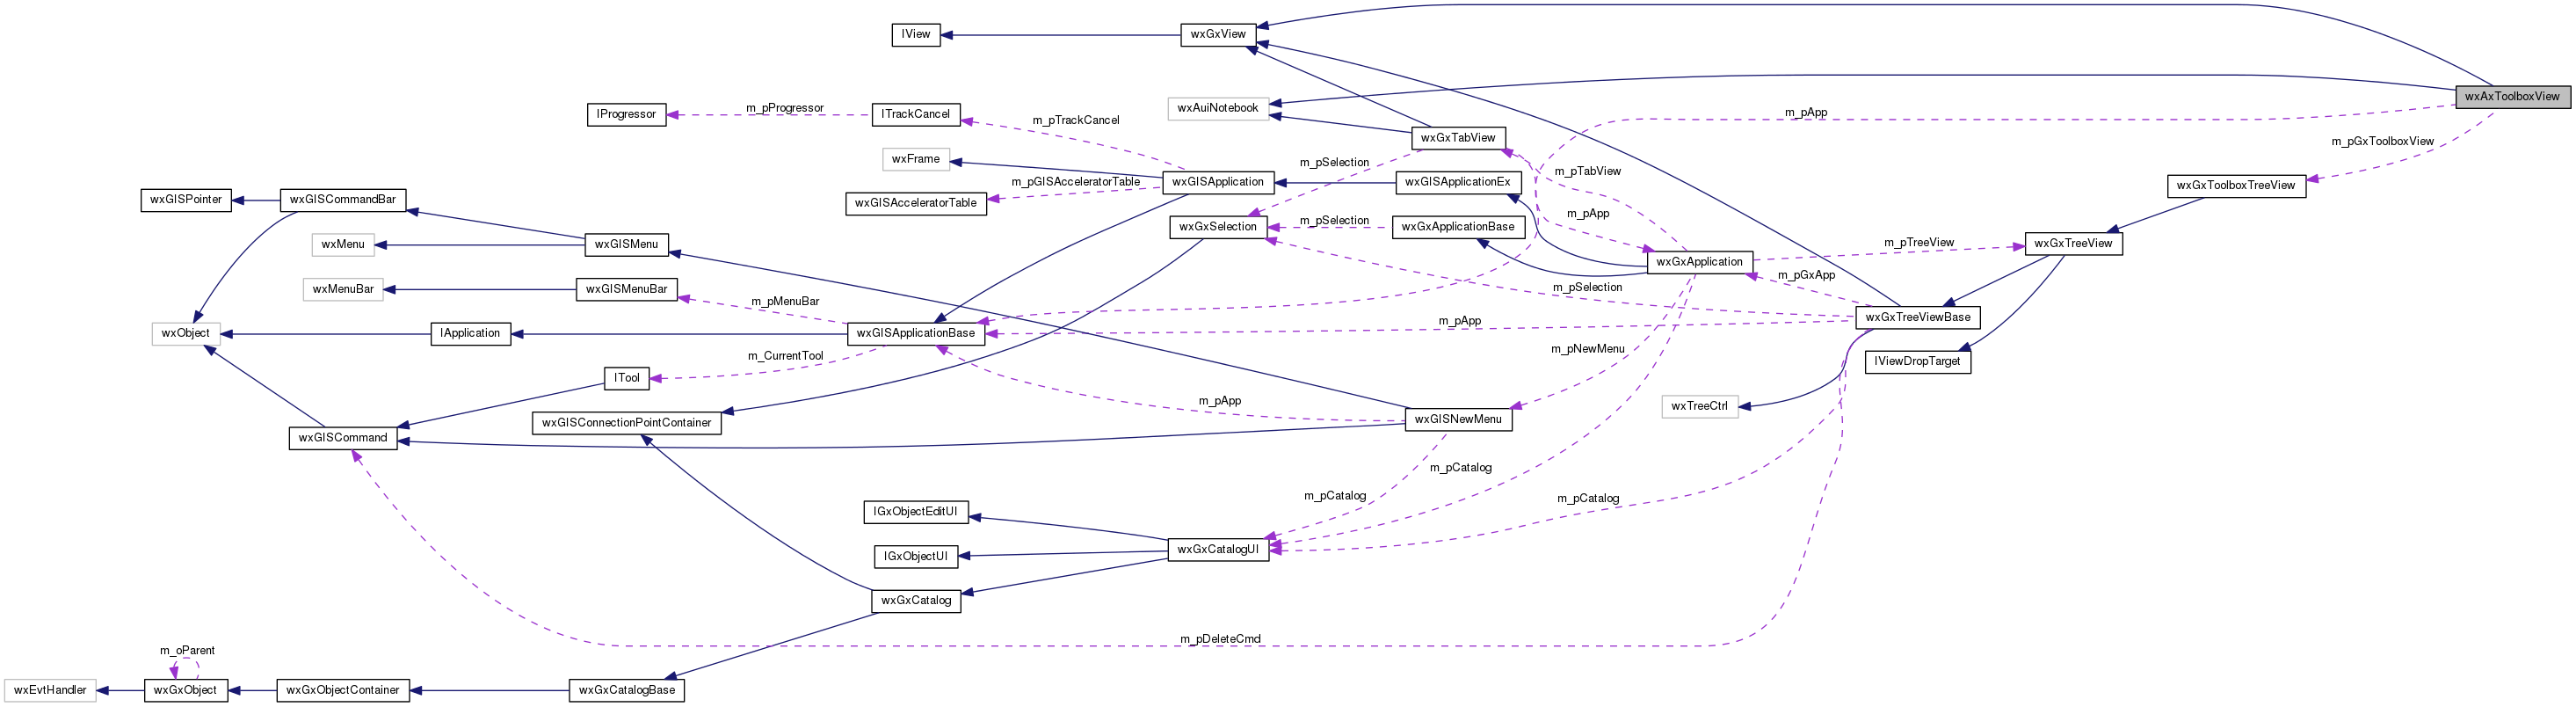 IView
wxGxView
wxAxToolboxView
wxAuiNotebook
IProgressor
m_pProgressor
ITrackCancel
m_pTrackCancel
m_pApp
wxGxTabView
m_pGxToolboxView
wxFrame
m_pSelection
m_pTabView
wxGISPointer
wxGISCommandBar
wxGISAcceleratorTable
m_pGISAcceleratorTable
wxGISApplication
wxGISApplicationEx
wxGxToolboxTreeView
wxMenu
wxGISMenu
wxGxSelection
m_pSelection
wxGxApplicationBase
m_pApp
wxGxApplication
m_pTreeView
wxGxTreeView
wxMenuBar
wxGISMenuBar
m_pMenuBar
m_pSelection
m_pGxApp
wxObject
IApplication
wxGISApplicationBase
m_pApp
wxGxTreeViewBase
m_CurrentTool
m_pNewMenu
IViewDropTarget
ITool
m_pApp
wxTreeCtrl
wxGISConnectionPointContainer
wxGISNewMenu
wxGISCommand
m_pCatalog
m_pCatalog
m_pCatalog
IGxObjectEditUI
IGxObjectUI
wxGxCatalogUI
wxGxCatalog
m_pDeleteCmd
m_oParent
wxEvtHandler
wxGxObject
wxGxObjectContainer
wxGxCatalogBase